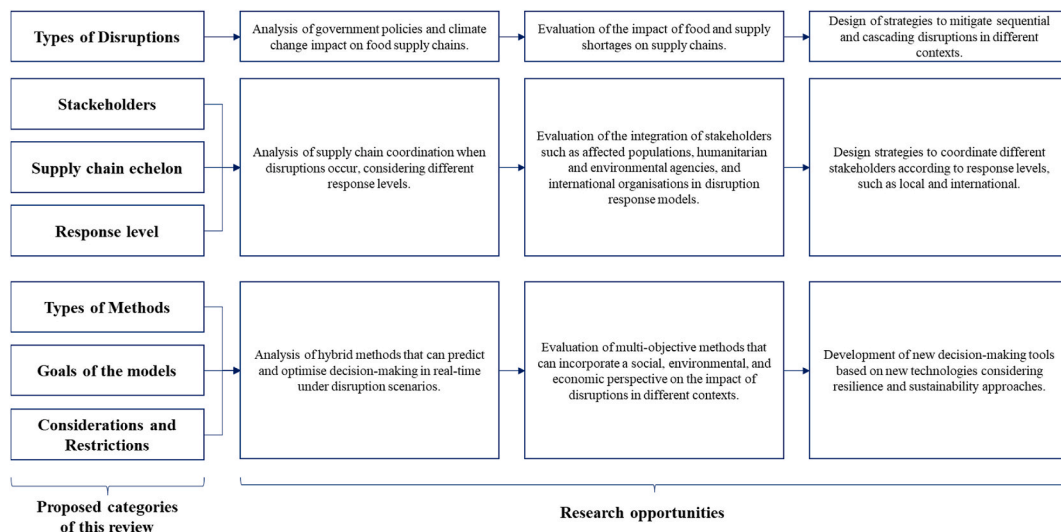 Types of Disruptions
Analysis of government policies and climate
change impact on food supply chains.
Evaluation of the impact of food and supply
shortages on supply chains.
Design of strategies to mitigate sequential
and cascading disruptions in different
contexts.
Stackeholders
Supply chain echelon
Response level
Analysis of supply chain coordination when
disruptions occur, considering different
response levels.
Evaluation of the integration of stakeholders
such as affected populations, humanitarian
and environmental agencies, and
international organisations in disruption
response models.
Design strategies to coordinate different
stakeholders according to response levels,
such as local and international.
Types of Methods
Goals of the models
Considerations and
Restrictions
Analysis of hybrid methods that can predict
and optimise decision-making in real-time
under disruption scenarios.
Evaluation of multi-objective methods that
can incorporate a social, environmental, and
economic perspective on the impact of
disruptions in different contexts.
Development of new decision-making tools
based on new technologies considering
resilience and sustainability approaches.
Proposed categories
of this review
Research opportunities